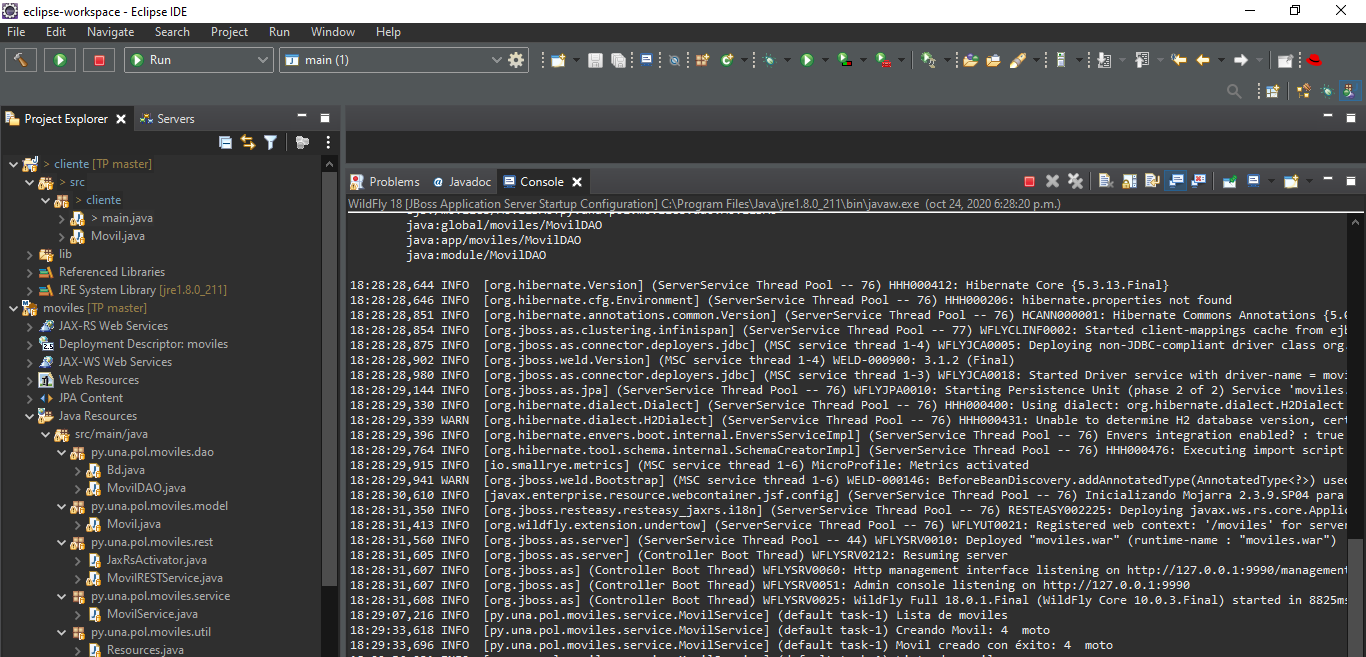 eclipse-workspace - Eclipse IDE
File Edit Navigate Search Project Run Window Help
Run main (1)
Project Explorer Servers
> cliente [TP master]
> src
> cliente
> main.java
Movil.java
lib
Referenced Libraries
JRE System Library [jre1.8.0_211]
moviles [TP master]
JAX-RS Web Services
Deployment Descriptor: moviles
JAX-WS Web Services
Web Resources
JPA Content
Java Resources
src/main/java
py.una.pol.moviles.dao
Bd.java
MovilDAO.java
py.una.pol.moviles.model
Movil.java
py.una.pol.moviles.rest
JaxRsActivator.java
MovilRESTService.java
py.una.pol.moviles.service
MovilService.java
py.una.pol.moviles.util
Resources.java
Problems Javadoc Console
WildFly 18 [JBoss Application Server Startup Configuration] C:\Program Files\Java\jre1.8.0_211\bin\javaw.exe (oct 24, 2020 6:28:20 p.m.)
java:global/moviles/MovilDAO
java:app/moviles/MovilDAO
java:module/MovilDAO
18:28:28,644 INFO [org.hibernate.Version] (ServerService Thread Pool -- 76) HHH000412: Hibernate Core {5.3.13.Final}
18:28:28,646 INFO [org.hibernate.cfg.Environment] (ServerService Thread Pool -- 76) HHH000206: hibernate.properties not found
18:28:28,851 INFO [org.hibernate.annotations.common.Version] (ServerService Thread Pool -- 76) HCANN000001: Hibernate Commons Annotations {5.0
18:28:28,854 INFO [org.jboss.as.clustering.infinispan] (ServerService Thread Pool -- 77) WFLYCLINF0002: Started client-mappings cache from ejb
18:28:28,875 INFO [org.jboss.as.connector.deployers.jdbc] (MSC service thread 1-4) WFLYJCA0005: Deploying non-JDBC-compliant driver class org.
18:28:28,902 INFO [org.jboss.weld.Version] (MSC service thread 1-4) WELD-000900: 3.1.2 (Final)
18:28:28,980 INFO [org.jboss.as.connector.deployers.jdbc] (MSC service thread 1-3) WFLYJCA0018: Started Driver service with driver-name = movi
18:28:29,144 INFO [org.jboss.as.jpa] (ServerService Thread Pool -- 76) WFLYJPA0010: Starting Persistence Unit (phase 2 of 2) Service 'moviles.
18:28:29,330 INFO [org.hibernate.dialect.Dialect] (ServerService Thread Pool -- 76) HHH000400: Using dialect: org.hibernate.dialect.H2Dialect
18:28:29,339 WARN [org.hibernate.dialect.H2Dialect] (ServerService Thread Pool -- 76) HHH000431: Unable to determine H2 database version, cert
18:28:29,396 INFO [org.hibernate.envers.boot.internal.EnversServiceImpl] (ServerService Thread Pool -- 76) Envers integration enabled? : true
18:28:29,764 INFO [org.hibernate.tool.schema.internal.SchemaCreatorImpl] (ServerService Thread Pool -- 76) HHH000476: Executing import script
18:28:29,915 INFO [io.smallrye.metrics] (MSC service thread 1-6) MicroProfile: Metrics activated
18:28:29,941 WARN [org.jboss.weld.Bootstrap] (MSC service thread 1-6) WELD-000146: BeforeBeanDiscovery.addAnnotatedType(AnnotatedType<?>) used
18:28:30,610 INFO [javax.enterprise.resource.webcontainer.jsf.config] (ServerService Thread Pool -- 76) Inicializando Mojarra 2.3.9.SP04 para
18:28:31,350 INFO [org.jboss.resteasy.resteasy_jaxrs.i18n] (ServerService Thread Pool -- 76) RESTEASY002225: Deploying javax.ws.rs.core.Applic
18:28:31,413 INFO [org.wildfly.extension.undertow] (ServerService Thread Pool -- 76) WFLYUT0021: Registered web context: '/moviles' for server
18:28:31,560 INFO [org.jboss.as.server] (ServerService Thread Pool -- 44) WFLYSRV0010: Deployed "moviles.war" (runtime-name : "moviles.war")
18:28:31,605 INFO [org.jboss.as.server] (Controller Boot Thread) WFLYSRV0212: Resuming server
18:28:31,607 INFO [org.jboss.as] (Controller Boot Thread) WFLYSRV0060: Http management interface listening on http://127.0.0.1:9990/management
18:28:31,607 INFO [org.jboss.as] (Controller Boot Thread) WFLYSRV0051: Admin console listening on http://127.0.0.1:9990
18:28:31,608 INFO [org.jboss.as] (Controller Boot Thread) WFLYSRV0025: WildFly Full 18.0.1.Final (WildFly Core 10.0.3.Final) started in 8825ms
18:29:07,216 INFO [py.una.pol.moviles.service.MovilService] (default task-1) Lista de moviles
18:29:33,618 INFO [py.una.pol.moviles.service.MovilService] (default task-1) Creando Movil: 4 moto
18:29:33,696 INFO [py.una.pol.moviles.service.MovilService] (default task-1) Movil creado con éxito: 4 moto